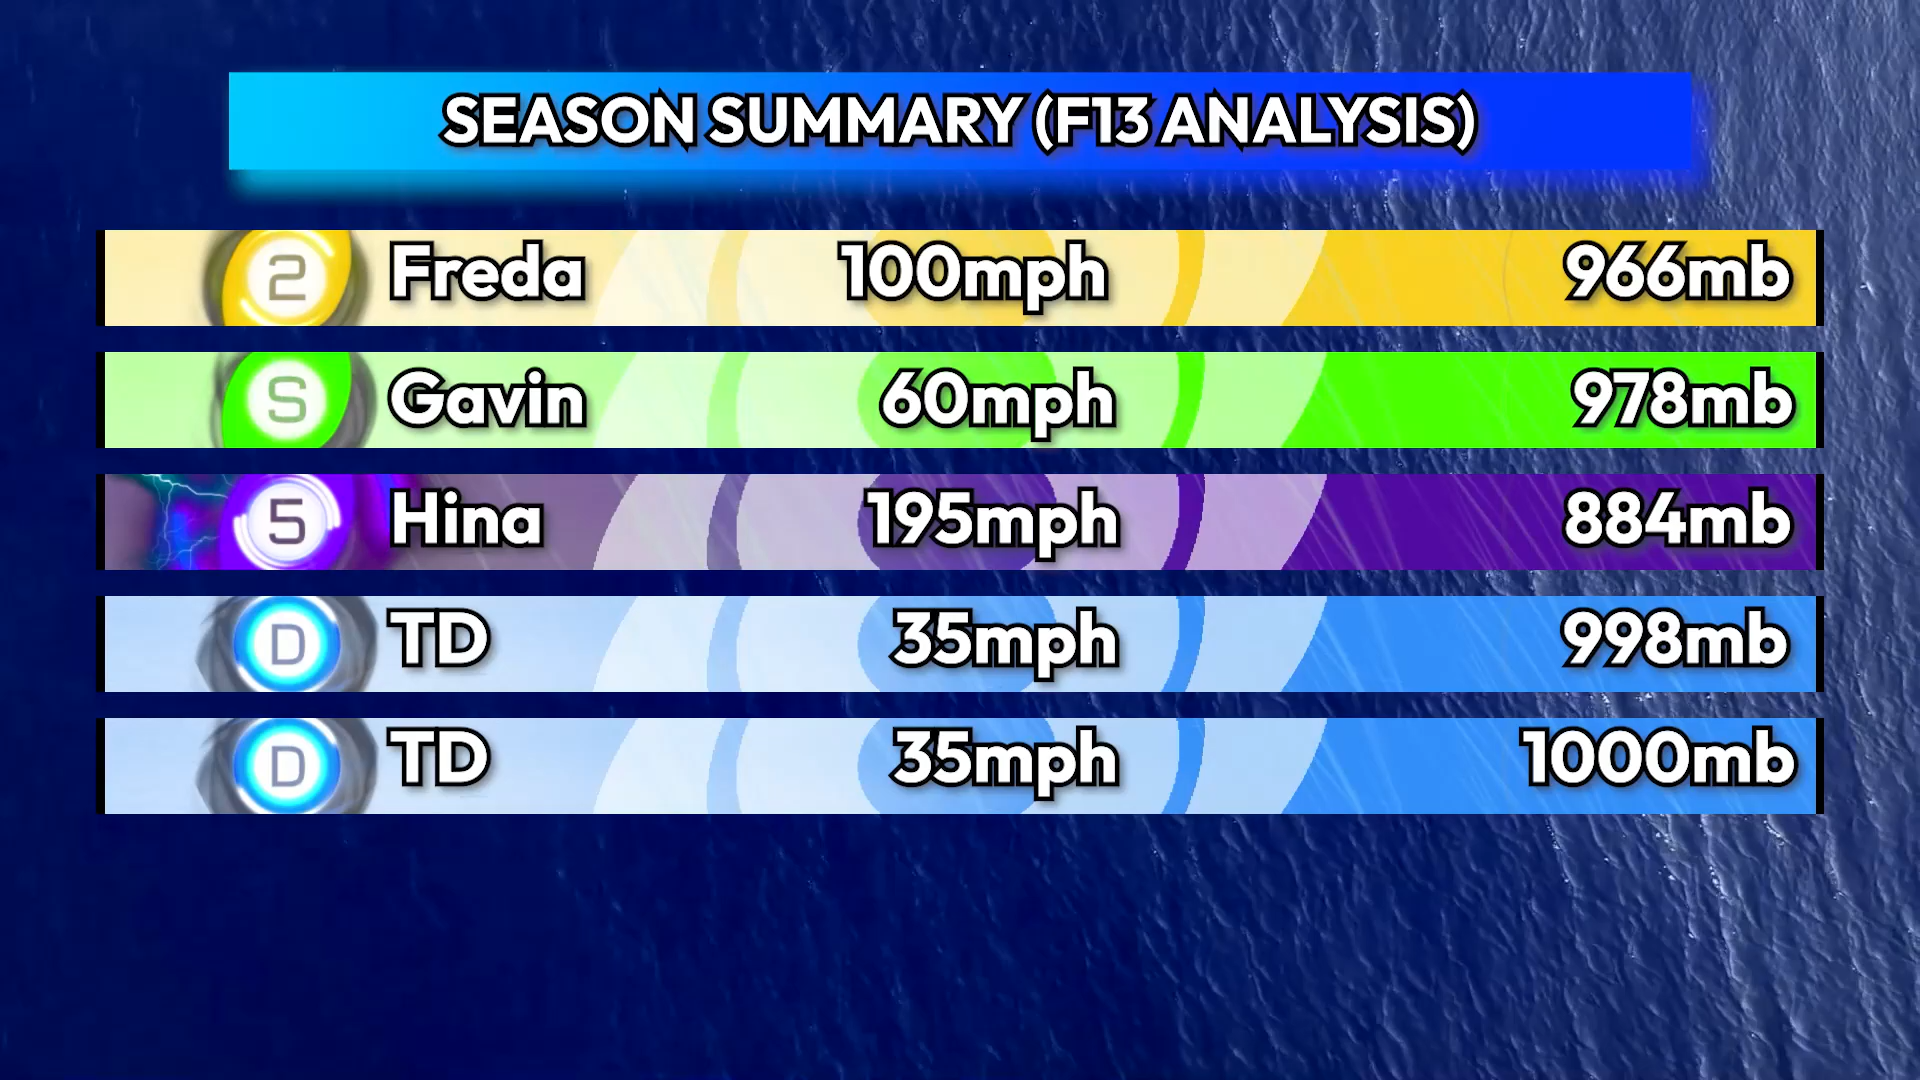 SEASON SUMMARY (F13 ANALYSIS)
2 Freda 100mph 966mb
S Gavin 60mph 978mb
5 Hina 195mph 884mb
D TD 35mph 998mb
D TD 35mph 1000mb